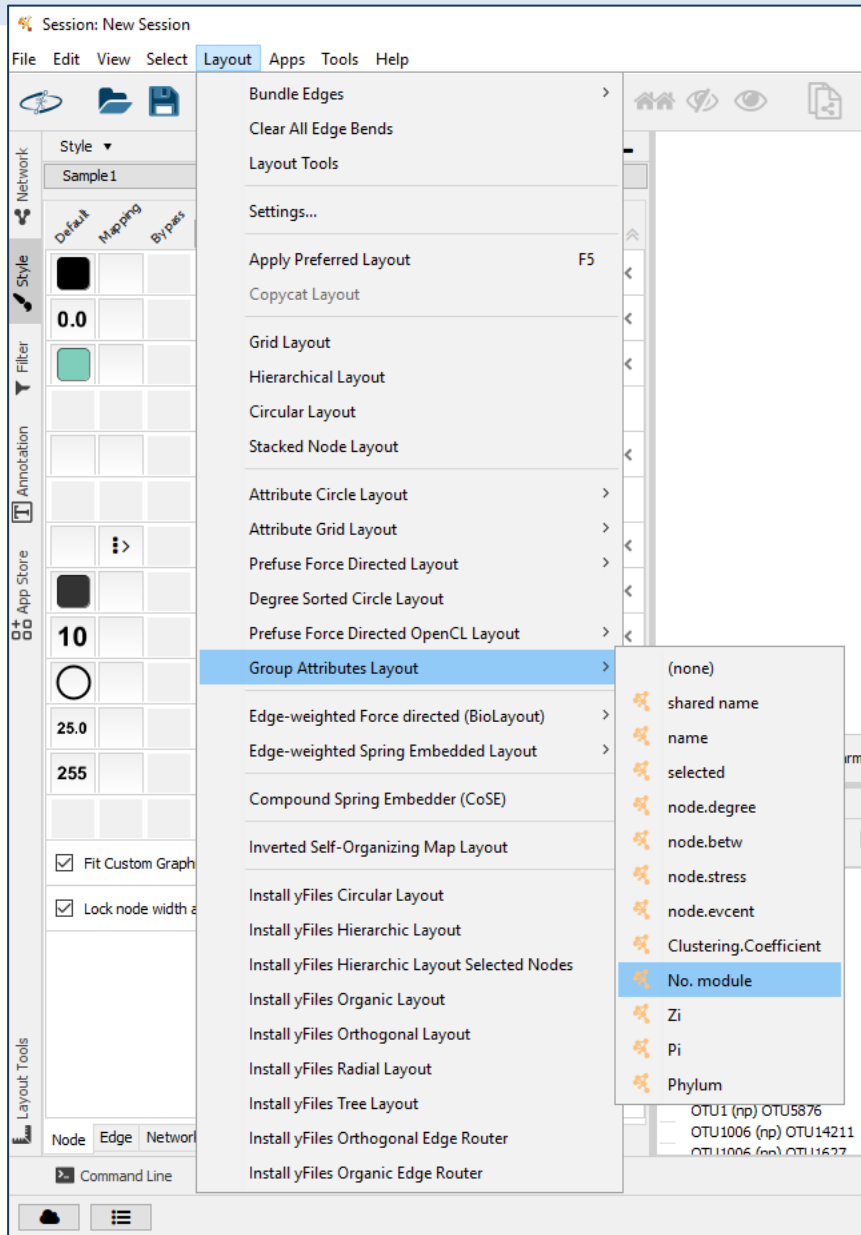 Session: New Session
File Edit View Select Layout Apps Tools Help
Style
Sample1
Default Mapping Bypass
0.0
10
25.0
255
Fit Custom Graphi
Lock node width a
Node Edge Network
Command Line
Network
Style
Filter
Annotation
App Store
Layout Tools
Bundle Edges
Clear All Edge Bends
Layout Tools
Settings...
Apply Preferred Layout F5
Copycat Layout
Grid Layout
Hierarchical Layout
Circular Layout
Stacked Node Layout
Attribute Circle Layout
Attribute Grid Layout
Prefuse Force Directed Layout
Degree Sorted Circle Layout
Prefuse Force Directed OpenCL Layout
Group Attributes Layout
Edge-weighted Force directed (BioLayout)
Edge-weighted Spring Embedded Layout
Compound Spring Embedder (CoSE)
Inverted Self-Organizing Map Layout
Install yFiles Circular Layout
Install yFiles Hierarchic Layout
Install yFiles Hierarchic Layout Selected Nodes
Install yFiles Organic Layout
Install yFiles Orthogonal Layout
Install yFiles Radial Layout
Install yFiles Tree Layout
Install yFiles Orthogonal Edge Router
Install yFiles Organic Edge Router
(none)
shared name
name
selected
node.degree
node.betw
node.stress
node.evcent
Clustering.Coefficient
No. module
Zi
Pi
Phylum
OTU1 (np) OTU5876
OTU1006 (np) OTU14211
OTU1006 (np) OTU1627